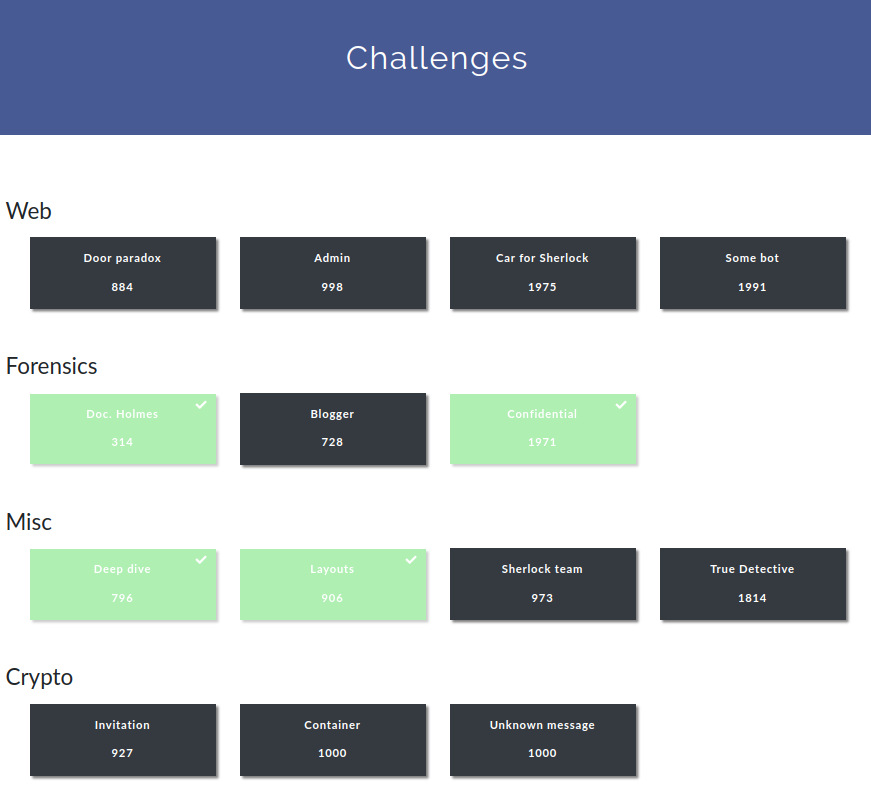 Challenges
Web
Door paradox
884
Admin
998
Car for Sherlock
1975
Some bot
1991
Forensics
Doc. Holmes
314
Blogger
728
Confidential
1971
Misc
Deep dive
796
Layouts
906
Sherlock team
973
True Detective
1814
Crypto
Invitation
927
Container
1000
Unknown message
1000